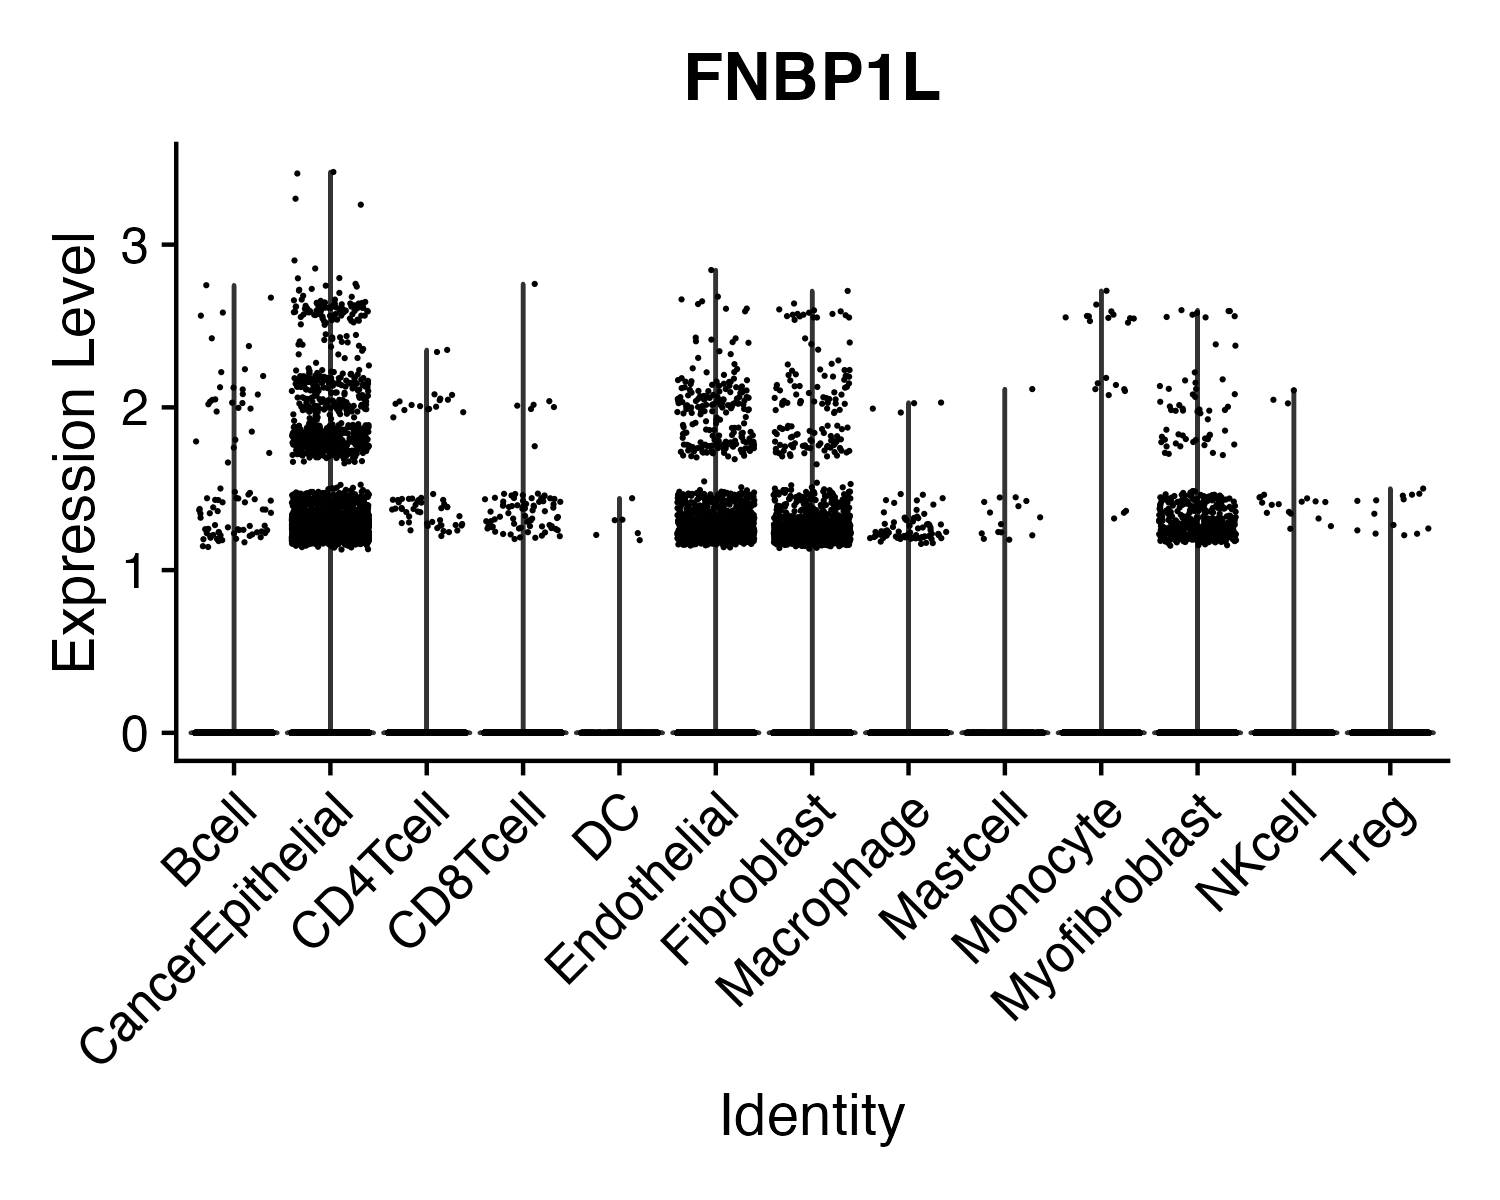 FNBP1L
Expression Level
3
2
1
0
Bcell
CancerEpithelial
CD4Tcell
CD8Tcell
DC
Endothelial
Fibroblast
Macrophage
Mastcell
Monocyte
Myofibroblast
NKcell
Treg
Identity